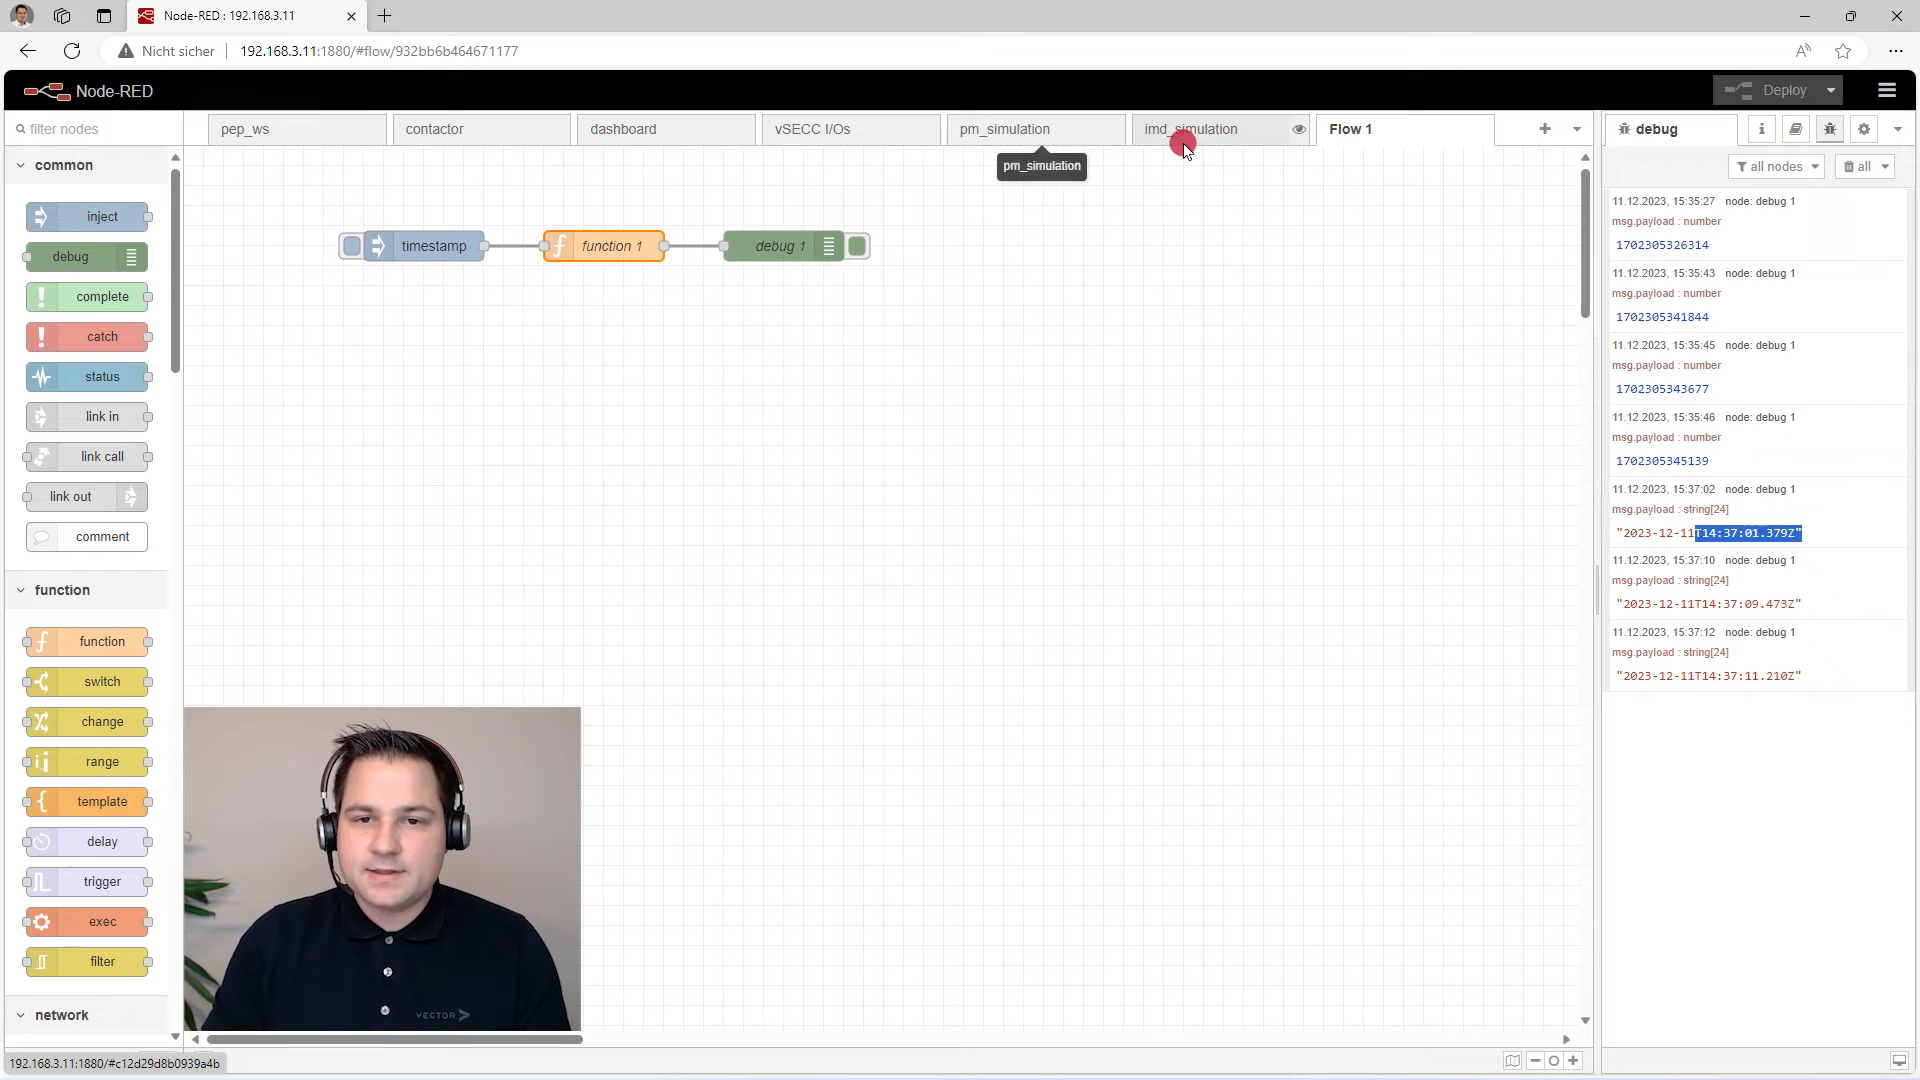 Node-RED : 192.168.3.11
Nicht sicher
192.168.3.11:1880/#flow/932bb6b464671177
Node-RED
Deploy
filter nodes
pep_ws
contactor
dashboard
vSECC I/Os
pm_simulation
imd_simulation
Flow 1
debug
pm_simulation
all nodes
all
common
inject
debug
complete
catch
status
link in
link call
link out
comment
function
function
switch
change
range
template
delay
trigger
exec
filter
network
timestamp
function 1
debug 1
11.12.2023, 15:35:27 node: debug 1
msg.payload : number
1702305326314
11.12.2023, 15:35:43 node: debug 1
msg.payload : number
1702305341844
11.12.2023, 15:35:45 node: debug 1
msg.payload : number
1702305343677
11.12.2023, 15:35:46 node: debug 1
msg.payload : number
1702305345139
11.12.2023, 15:37:02 node: debug 1
msg.payload : string[24]
"2023-12-11T14:37:01.379Z"
11.12.2023, 15:37:10 node: debug 1
msg.payload : string[24]
"2023-12-11T14:37:09.473Z"
11.12.2023, 15:37:12 node: debug 1
msg.payload : string[24]
"2023-12-11T14:37:11.210Z"
VECTOR
192.168.3.11:1880/#c12d29d8b0939a4b